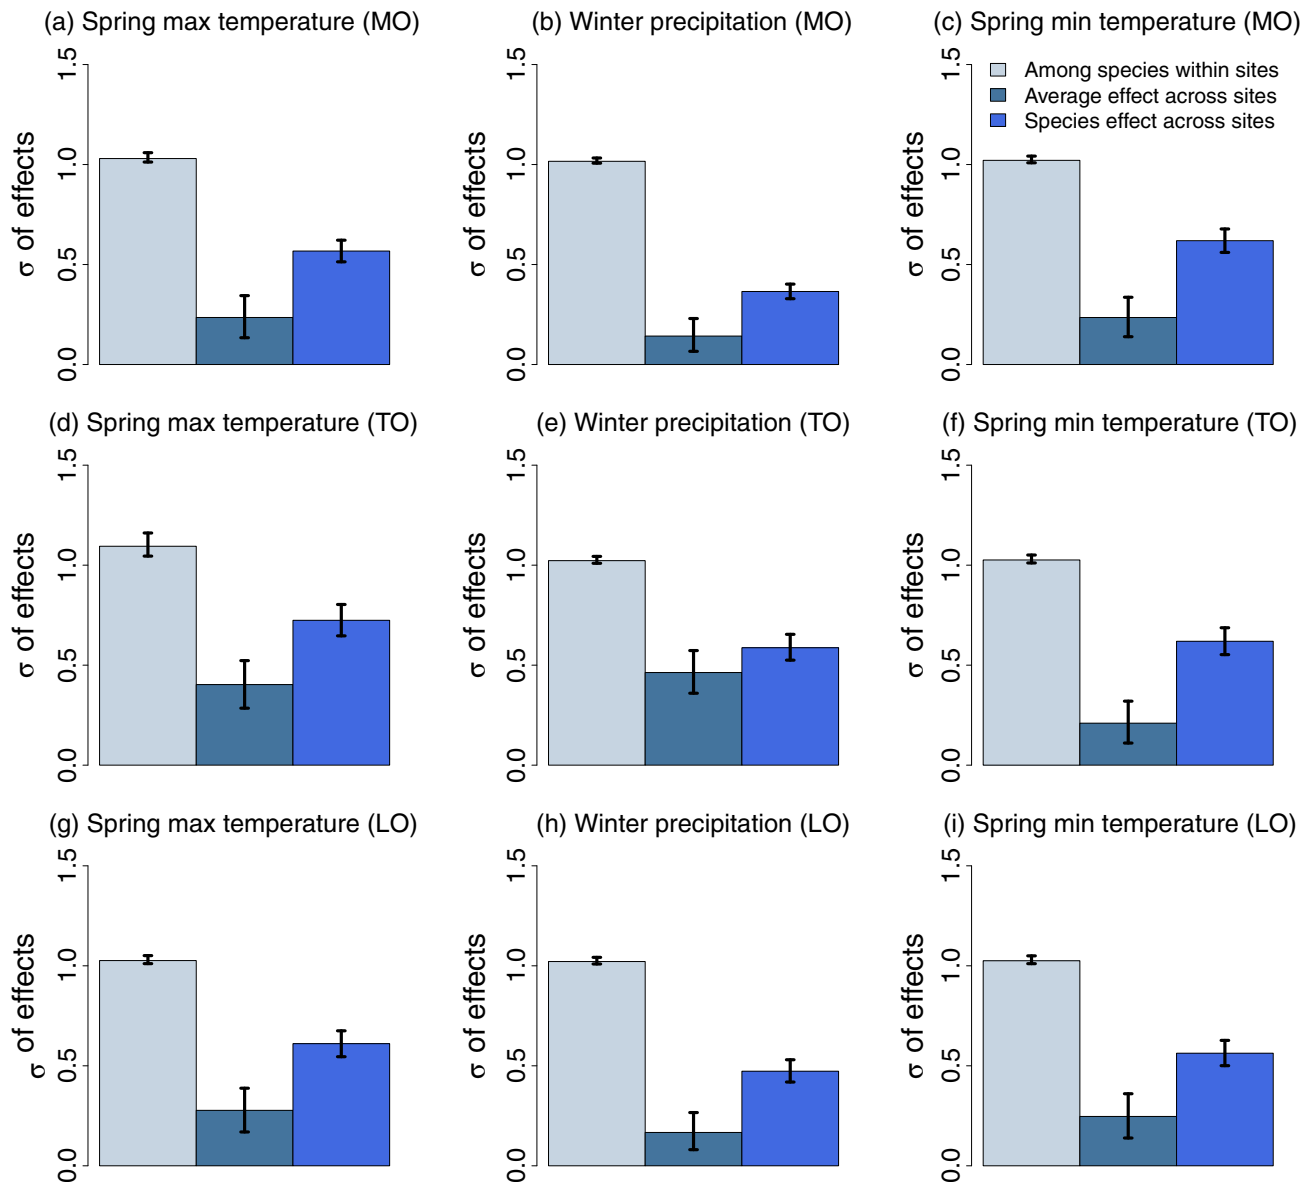 (a) Spring max temperature (MO)
(b) Winter precipitation (MO)
(c) Spring min temperature (MO)
σ of effects
0.0
0.5
1.0
1.5
σ of effects
0.0
0.5
1.0
1.5
σ of effects
0.0
0.5
1.0
1.5
Among species within sites
Average effect across sites
Species effect across sites
(d) Spring max temperature (TO)
(e) Winter precipitation (TO)
(f) Spring min temperature (TO)
σ of effects
0.0
0.5
1.0
1.5
σ of effects
0.0
0.5
1.0
1.5
σ of effects
0.0
0.5
1.0
1.5
(g) Spring max temperature (LO)
(h) Winter precipitation (LO)
(i) Spring min temperature (LO)
σ of effects
0.0
0.5
1.0
1.5
σ of effects
0.0
0.5
1.0
1.5
σ of effects
0.0
0.5
1.0
1.5